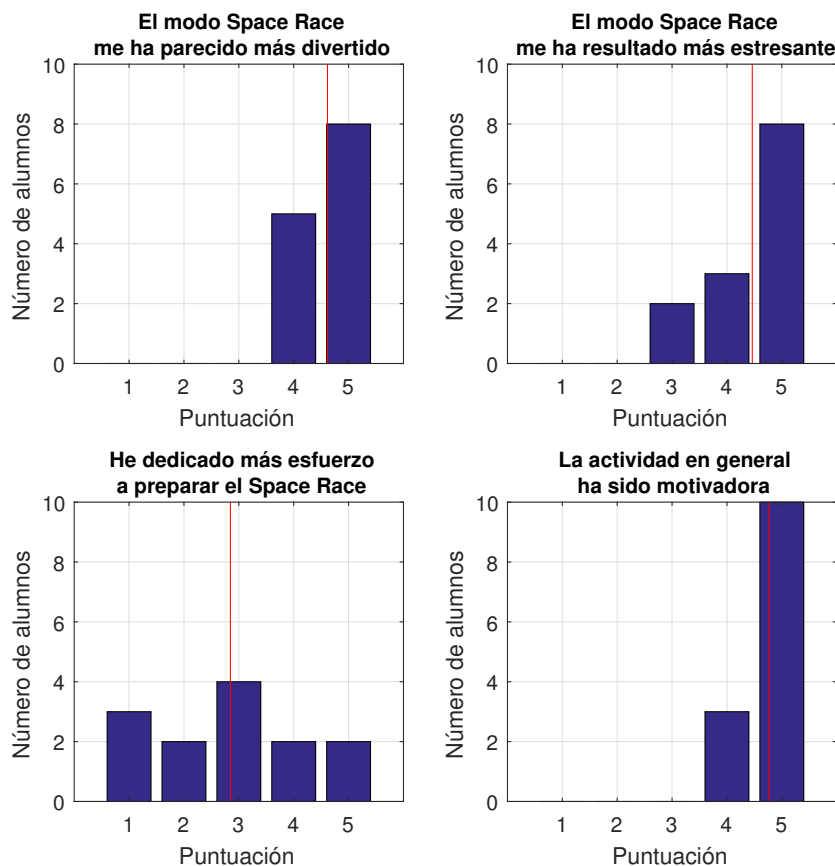 El modo Space Race
me ha parecido más divertido
10
8
6
4
2
0
Número de alumnos
1 2 3 4 5
Puntuación
El modo Space Race
me ha resultado más estresante
10
8
6
4
2
0
Número de alumnos
1 2 3 4 5
Puntuación
He dedicado más esfuerzo
a preparar el Space Race
10
8
6
4
2
0
Número de alumnos
1 2 3 4 5
Puntuación
La actividad en general
ha sido motivadora
10
8
6
4
2
0
Número de alumnos
1 2 3 4 5
Puntuación